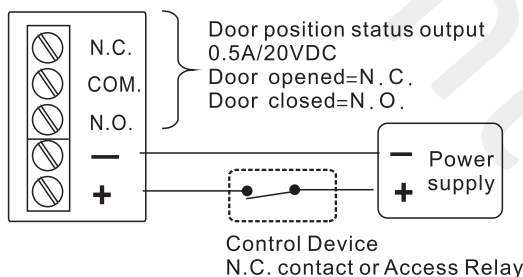 N.C.
COM.
N.O.
—
+
Door position status output
0.5A/20VDC
Door opened=N.C.
Door closed=N.O.
— Power
+ supply
Control Device
N.C. contact or Access Relay